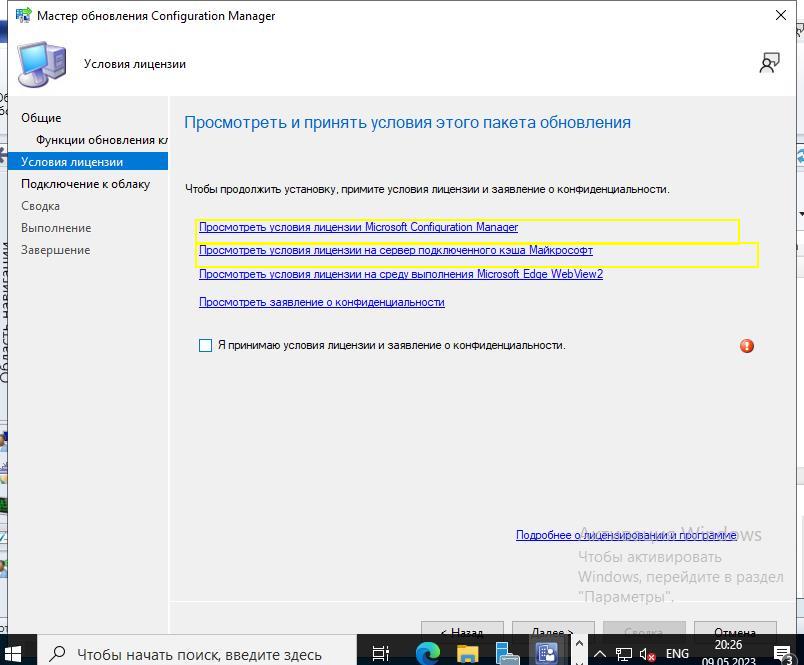 Мастер обновления Configuration Manager
Условия лицензии
Общие
Функции обновления кл
Условия лицензии
Подключение к облаку
Сводка
Выполнение
Завершение
Просмотреть и принять условия этого пакета обновления
Чтобы продолжить установку, примите условия лицензии и заявление о конфиденциальности.
Просмотреть условия лицензии Microsoft Configuration Manager
Просмотреть условия лицензии на сервер подключенного кэша Майкрософт
Просмотреть условия лицензии на среду выполнения Microsoft Edge WebView2
Просмотреть заявление о конфиденциальности
Я принимаю условия лицензии и заявление о конфиденциальности.
Подробнее о лицензировании и программе
Активация Windows
Чтобы активировать
Windows, перейдите в раздел
"Параметры".
< Назад
Далее >
Сводка
Отмена
Область навигации
Чтобы начать поиск, введите здесь
ENG
20:26
09.05.2023